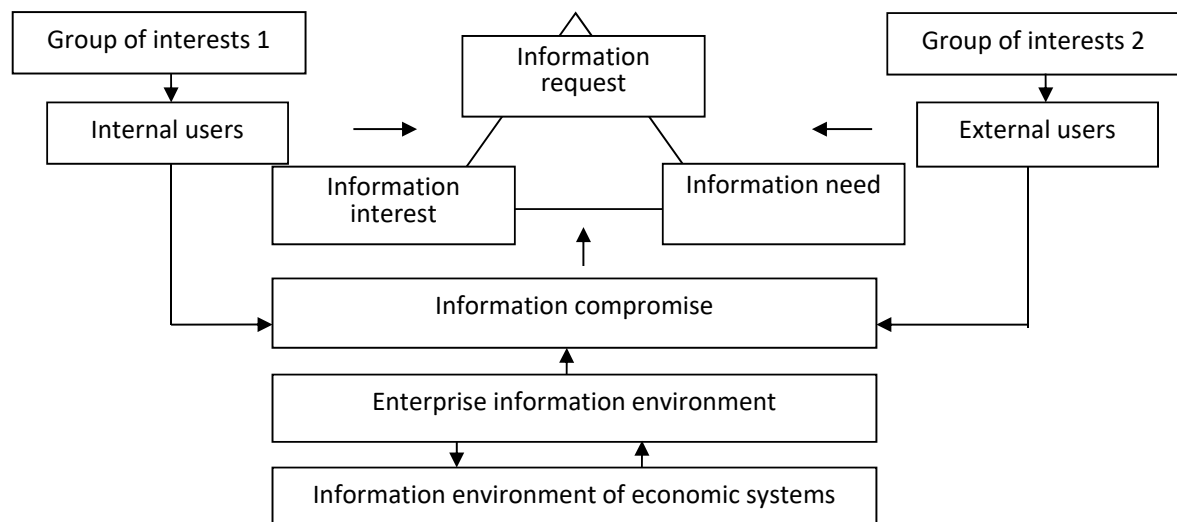 Group of interests 1
Information
request
Group of interests 2
Internal users
External users
Information
interest
Information need
Information compromise
Enterprise information environment
Information environment of economic systems